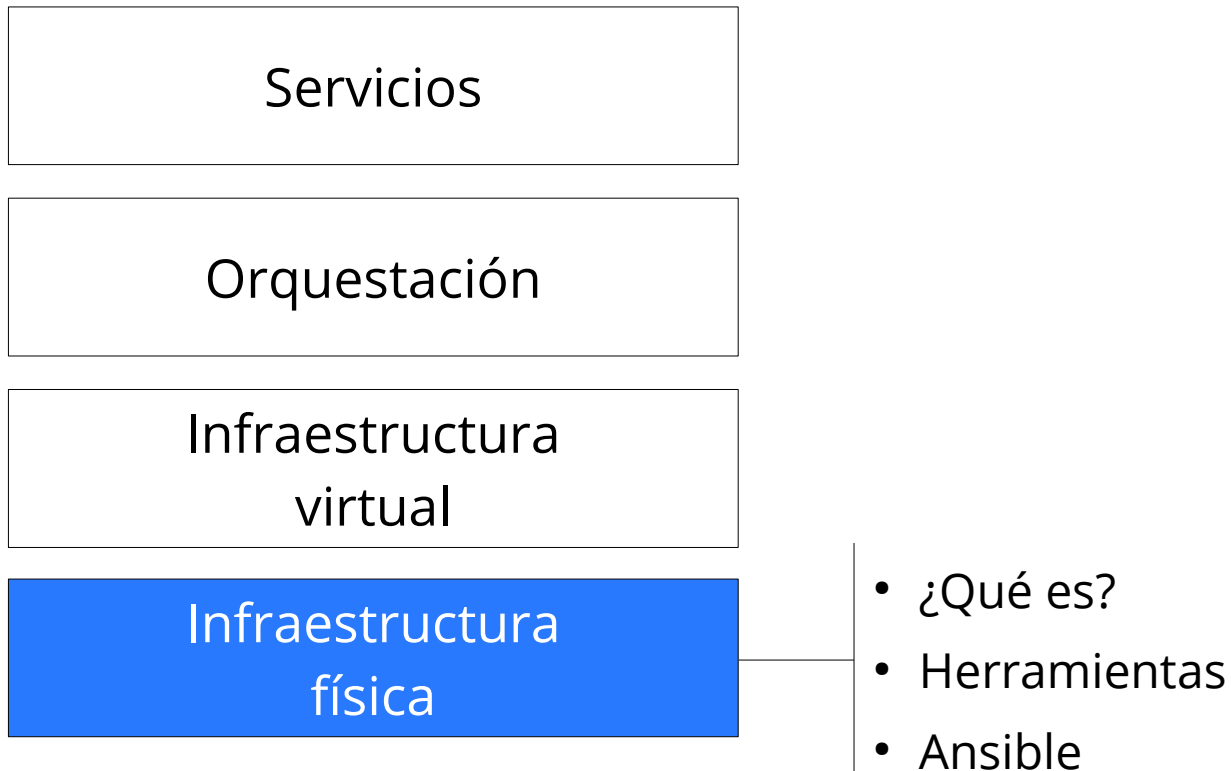 Servicios
Orquestación
Infraestructura
virtual
Infraestructura
física
• ¿Qué es?
• Herramientas
• Ansible